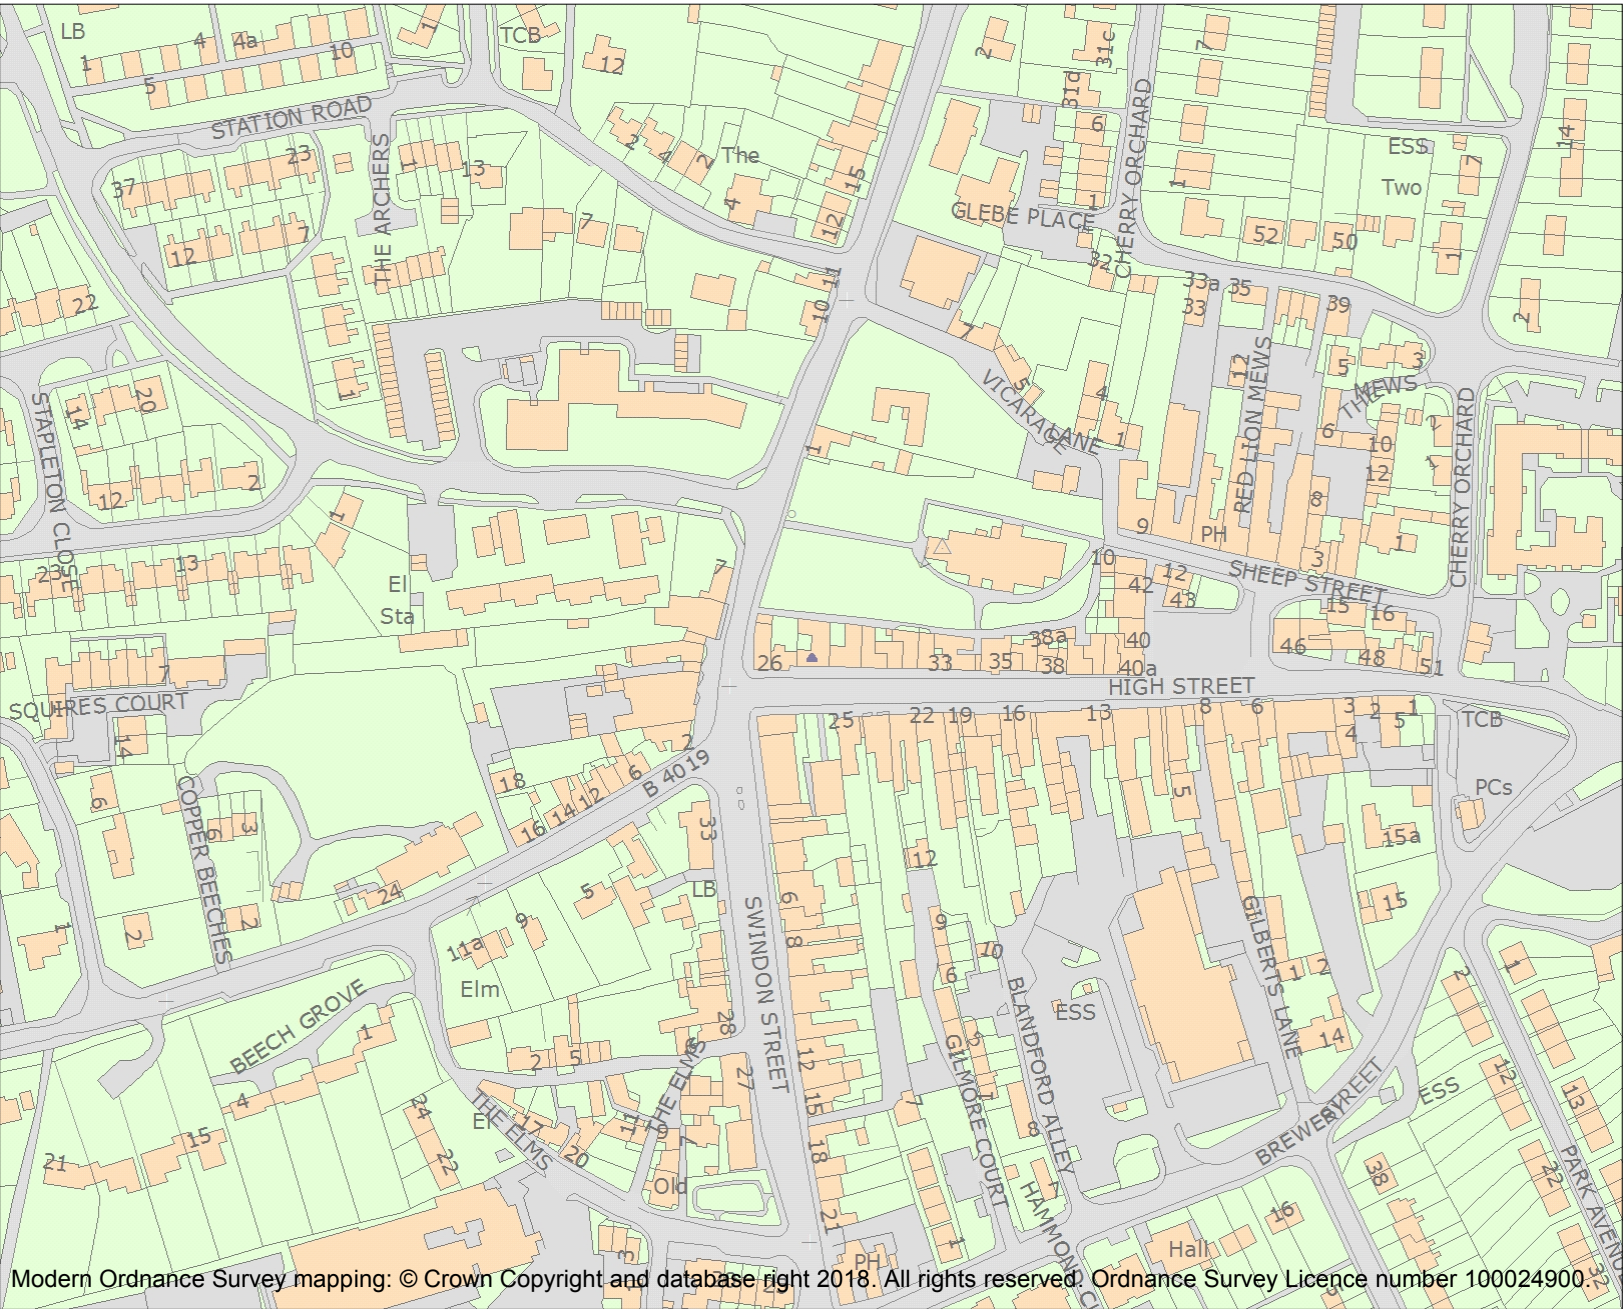 LB
1
4
4a
10
1
TCB
12
2
31c
7
5
STATION ROAD
31d
6
CHERRY ORCHARD
ESS
14
Two
7
37
23
THE ARCHERS
1
13
2
4
2
The
4
15
12
1
GLEBE PLACE
1
52
50
1
12
7
7
22
32
33a
35
33
39
2
10
11
7
5
VICARAGE
LANE
4
1
12
RED LION MEWS
5
3
THE
MEWS
6
10
2
12
1
8
CHERRY ORCHARD
STAPLETON CLOSE
14
20
1
12
2
1
1
9
PH
3
1
23
13
El
Sta
7
10
12
42
43
SHEEP STREET
15
16
26
33
35
38a
38
40
40a
46
48
51
HIGH STREET
7
SQUIRES COURT
14
25
22
19
16
13
8
6
3
2
1
4
5
TCB
2
B 4019
6
18
12
14
16
PCs
6
COPPER BEECHES
6
3
33
5
15a
12
24
5
LB
SWINDON STREET
6
15
1
2
2
9
11a
8
9
10
GILBERTS LANE
1
2
2
1
Elm
6
BLANDFORD ALLEY
ESS
BEECH GROVE
1
28
14
2
5
THE ELMS
27
12
GILMORE COURT
5
12
4
24
THE ELMS
El
17
11
9
7
15
7
1
ESS
13
BREWERY STREET
8
15
20
18
21
22
Old
HAMMOND CL
7
38
22
PARK AVENUE
16
21
1
3
PH
Hall
32
Modern Ordnance Survey mapping: © Crown Copyright and database right 2018. All rights reserved. Ordnance Survey Licence number 100024900.